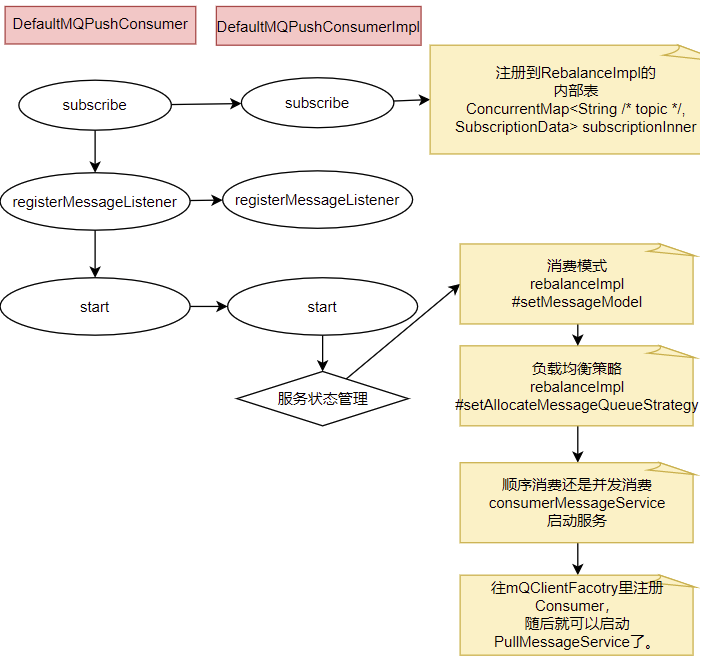 DefaultMQPushConsumer
DefaultMQPushConsumerImpl
subscribe
subscribe
注册到RebalanceImpl的
内部表
ConcurrentMap<String /* topic */,
SubscriptionData> subscriptionInner
registerMessageListener
registerMessageListener
start
start
服务状态管理
消费模式
rebalanceImpl
#setMessageModel
负载均衡策略
rebalanceImpl
#setAllocateMessageQueueStrategy
顺序消费还是并发消费
consumerMessageService
启动服务
往mQClientFacotry里注册
Consumer，
随后就可以启动
PullMessageService了。